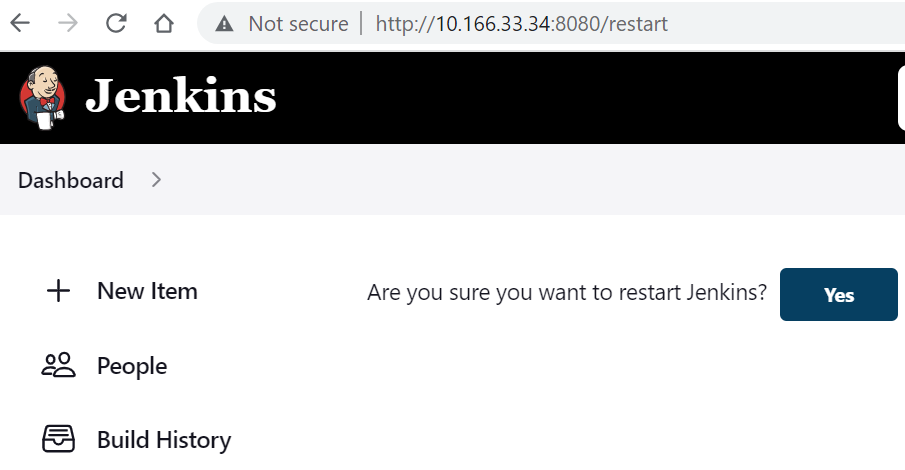 Not secure | http://10.166.33.34:8080/restart
Jenkins
Dashboard
New Item
Are you sure you want to restart Jenkins? Yes
People
Build History